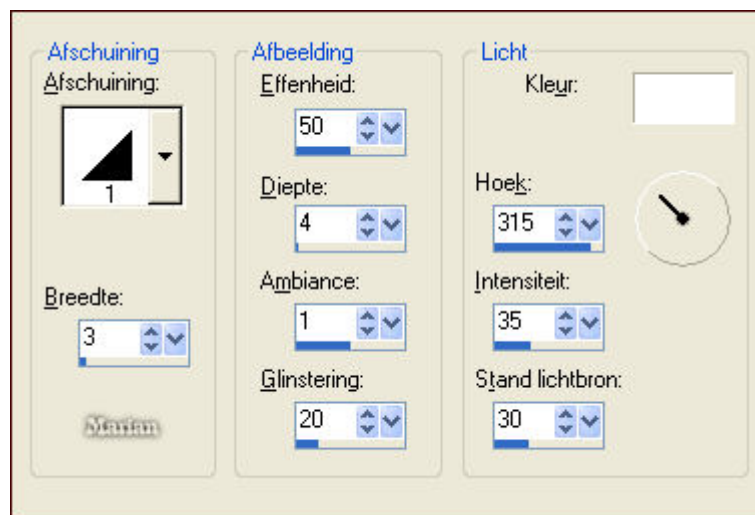 Afschuining
Afschuining:
1
Breedte:
3
Marian
Afbeelding
Effenheid:
50
Diepte:
4
Ambiance:
1
Glinstering:
20
Licht
Kleur:
Hoek:
315
Intensiteit:
35
Stand lichtbron:
30